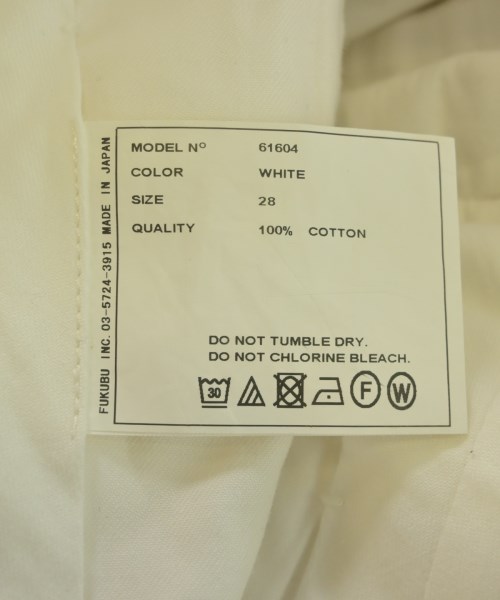 MODEL Nº 61604
COLOR WHITE
SIZE 28
QUALITY 100% COTTON
DO NOT TUMBLE DRY.
DO NOT CHLORINE BLEACH.
30 F W
FUKUBU INC. 03-5724-3915 MADE IN JAPAN